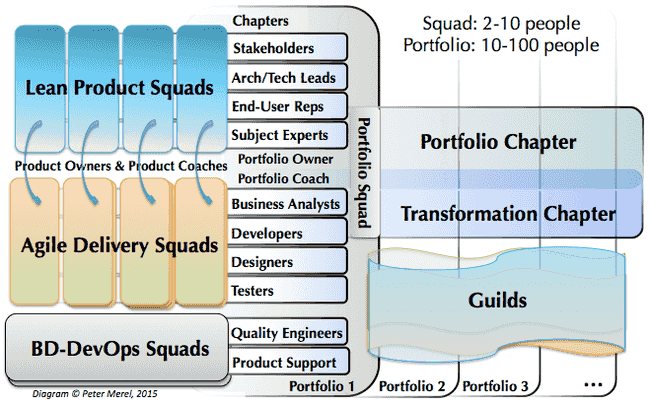 Chapters
Squad: 2-10 people
Portfolio: 10-100 people
Stakeholders
Lean Product Squads
Arch/Tech Leads
End-User Reps
Subject Experts
Product Owners & Product Coaches
Portfolio Owner
Portfolio Coach
Portfolio Squad
Portfolio Chapter
Transformation Chapter
Agile Delivery Squads
Business Analysts
Developers
Designers
Testers
Guilds
BD-DevOps Squads
Quality Engineers
Product Support
Portfolio 1
Portfolio 2
Portfolio 3
...
Diagram © Peter Merel, 2015